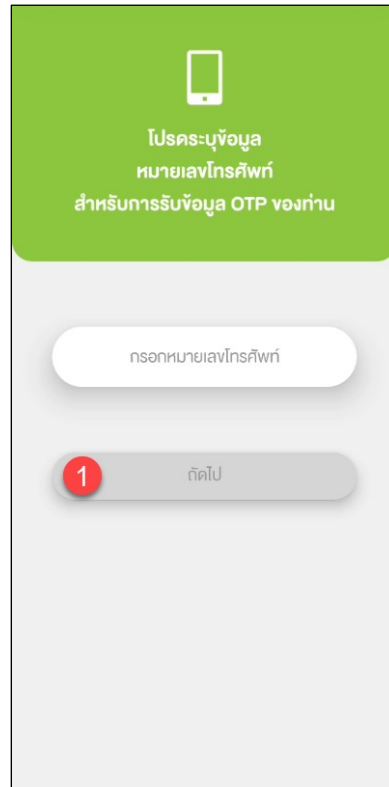 โปรดระบุข้อมูล
หมายเลขโทรศัพท์
สำหรับการรับข้อมูล OTP ของท่าน
กรอกหมายเลขโทรศัพท์
1 ถัดไป